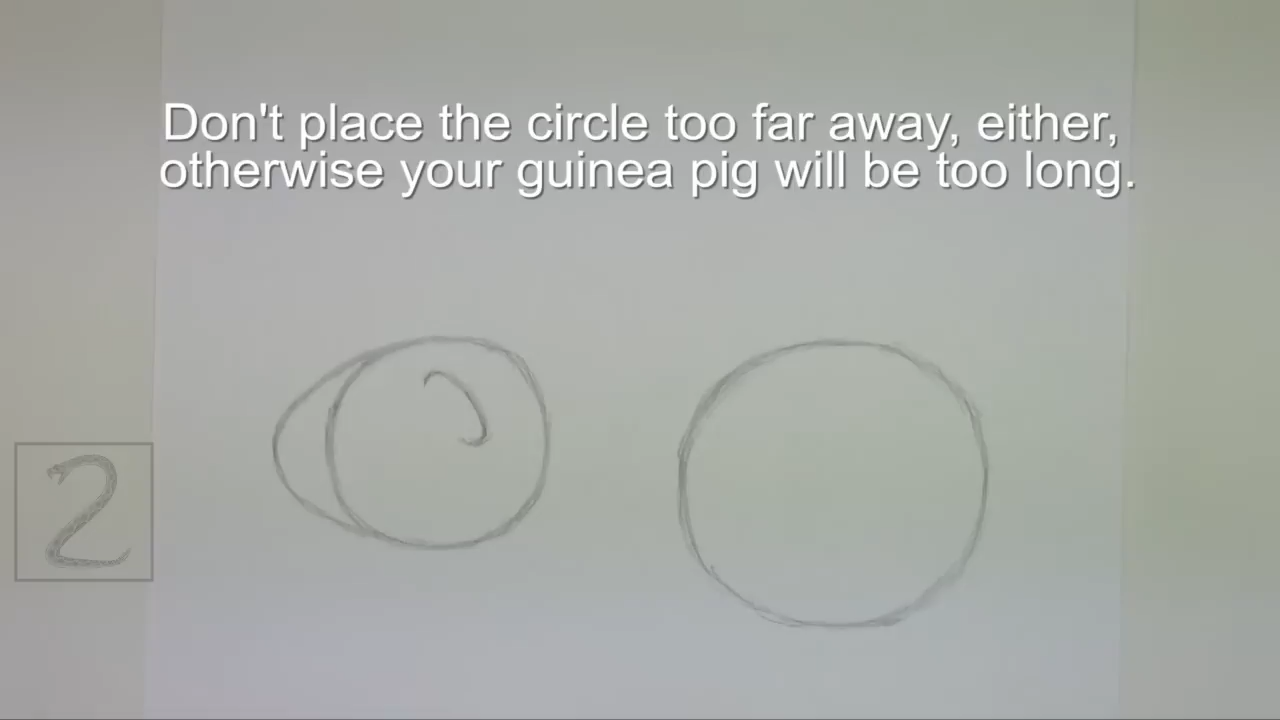 Don't place the circle too far away, either,
otherwise your guinea pig will be too long.
2